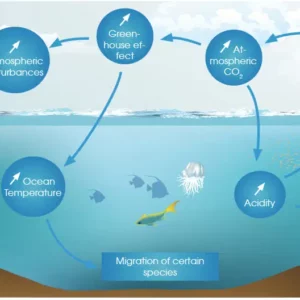 Green-
house ef-
fect
At-
mospheric
CO₂
mospheric
turbances
Ocean
Temperature
Acidity
Migration of certain
species